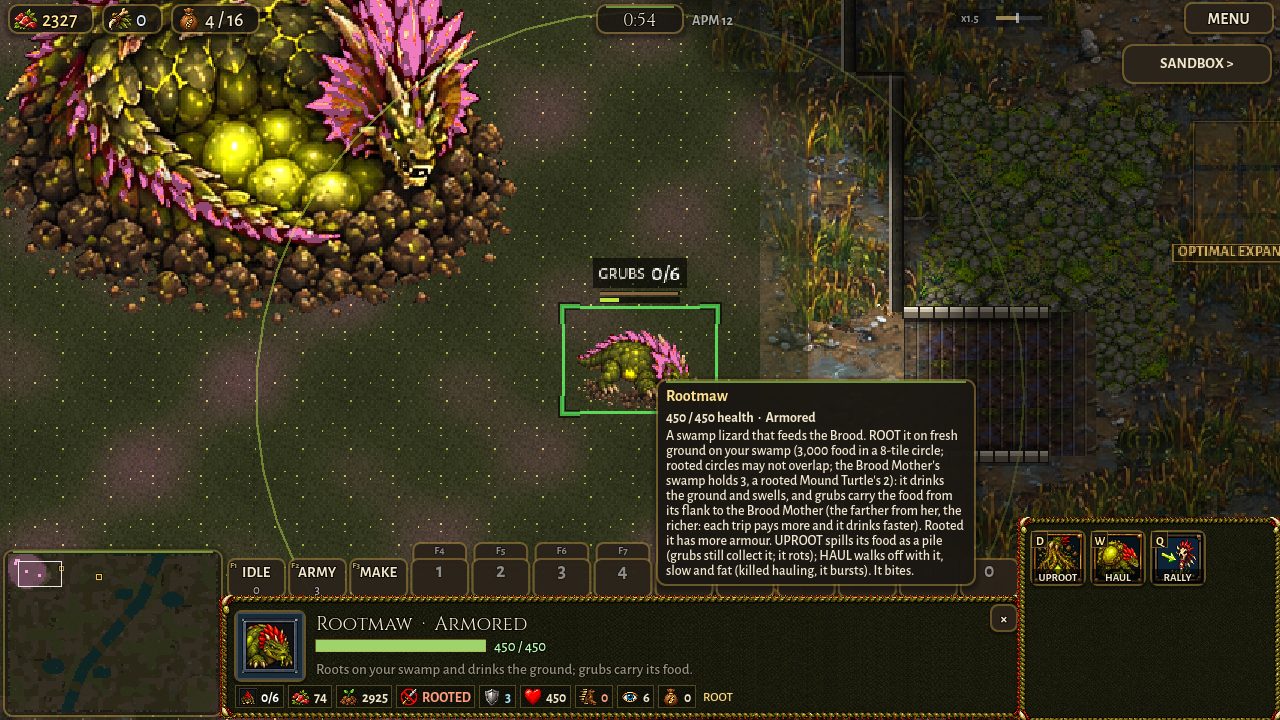 2327
0
4/16
0:54
APM 12
x1.5
MENU
SANDBOX >
OPTIMAL EXPAN
GRUBS 0/6
Rootmaw
450 / 450 health · Armored
A swamp lizard that feeds the Brood. ROOT it on fresh
ground on your swamp (3,000 food in a 8-tile circle;
rooted circles may not overlap; the Brood Mother's
swamp holds 3, a rooted Mound Turtle's 2): it drinks
the ground and swells, and grubs carry the food from
its flank to the Brood Mother (the farther from her, the
richer: each trip pays more and it drinks faster). Rooted
it has more armour. UPROOT spills its food as a pile
(grubs still collect it; it rots); HAUL walks off with it,
slow and fat (killed hauling, it bursts). It bites.
F1 IDLE 0
F2 ARMY 3
F3 MAKE
F4 1
F5 2
F6 3
F7 4
0
D UPROOT
W HAUL
Q RALLY
ROOTMAW · ARMORED
×
450 / 450
Roots on your swamp and drinks the ground; grubs carry its food.
0/6
74
2925
ROOTED
3
450
0
6
0
ROOT